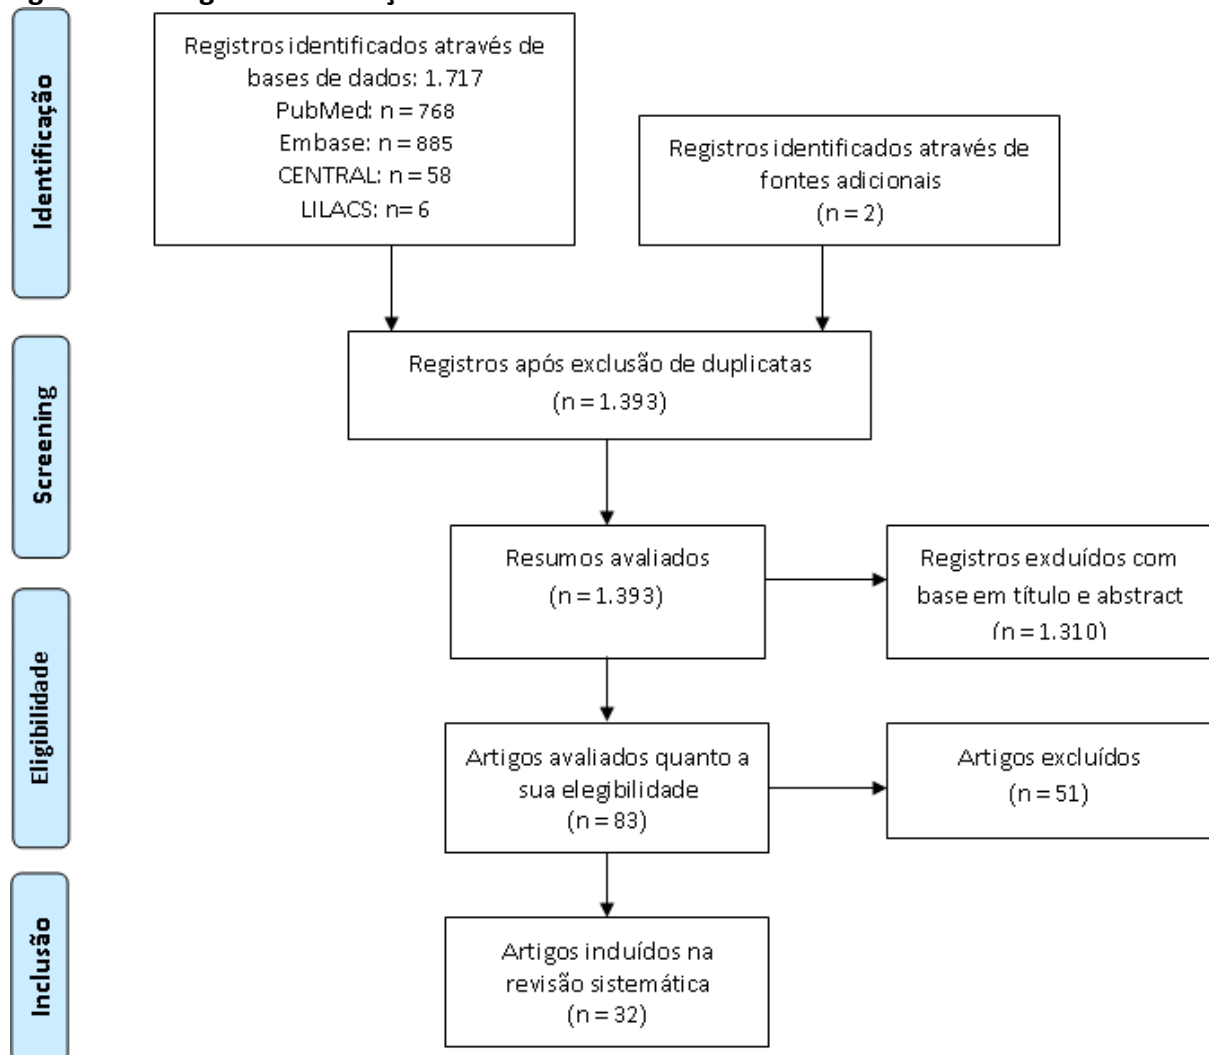 Identificação
Registros identificados através de
bases de dados: 1.717
PubMed: n = 768
Embase: n = 885
CENTRAL: n = 58
LILACS: n= 6
Registros identificados através de
fontes adicionais
(n = 2)
Screening
Registros após exclusão de duplicatas
(n = 1.393)
Resumos avaliados
(n = 1.393)
Registros exduídos com
base em título e abstract
(n = 1.310)
Eligibilidade
Artigos avaliados quanto a
sua elegibilidade
(n = 83)
Artigos excluídos
(n = 51)
Inclusão
Artigos induídos na
revisão sistemática
(n = 32)